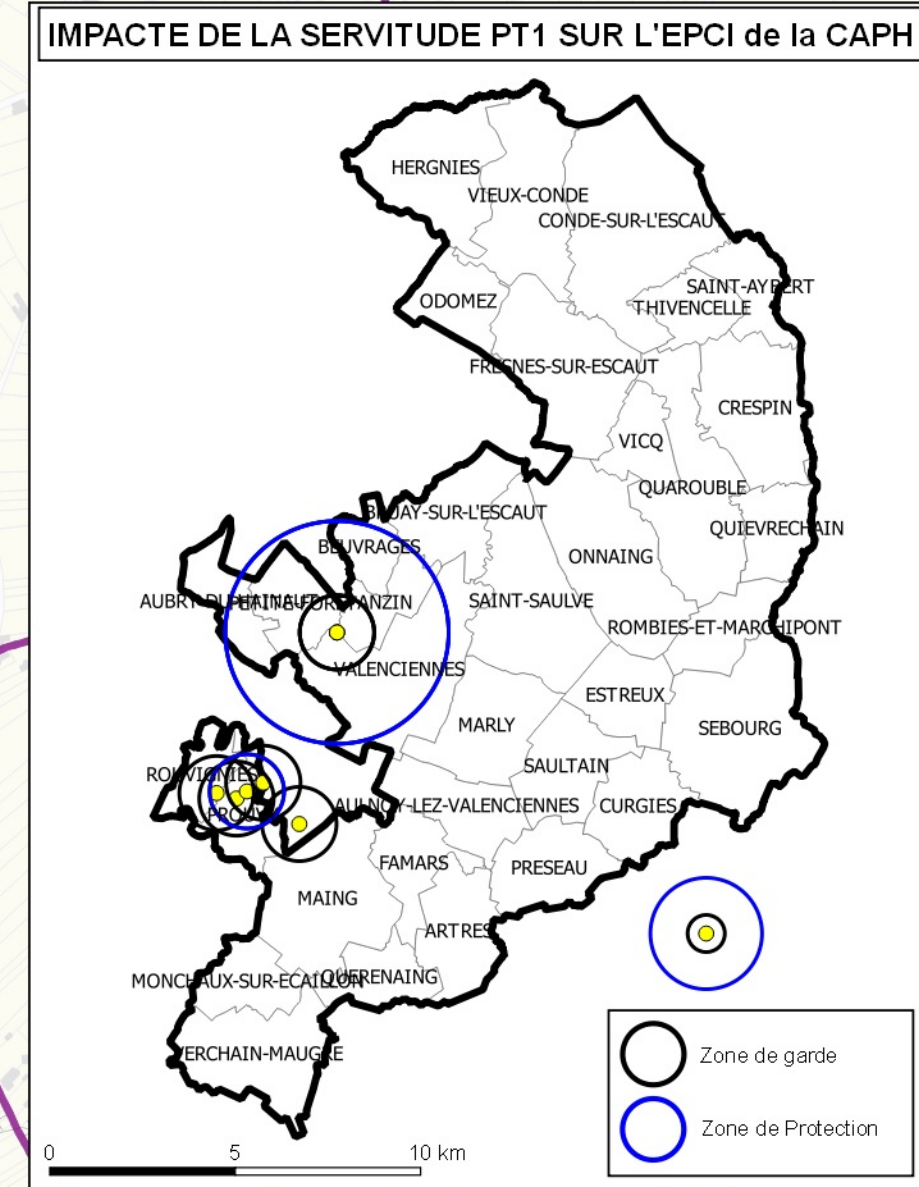 IMPACTE DE LA SERVITUDE PT1 SUR L'EPCI de la CAPH
HERGNIES
VIEUX-CONDE
CONDE-SUR-L'ESCAUT
SAINT-AYBERT
ODOMEZ
THIVENCELLE
FRESNES-SUR-ESCAUT
CRESPIN
VICQ
QUAROUBLE
BRUAY-SUR-L'ESCAUT
QUIEVRECHAIN
BEUVRAGES
ONNAING
AUBRY-DU-HAINAUT
PETITE-FORET
ANZIN
SAINT-SAULVE
ROMBIES-ET-MARCHIPONT
VALENCIENNES
ESTREUX
MARLY
SEBOURG
SAULTAIN
ROUVIGNIES
AULNOY-LEZ-VALENCIENNES
CURGIES
PROUVY
FAMARS
PRESEAU
MAING
ARTRES
MONCHAUX-SUR-ECAILLON
QUERENAING
VERCHAIN-MAUGRE
Zone de garde
Zone de Protection
0 5 10 km